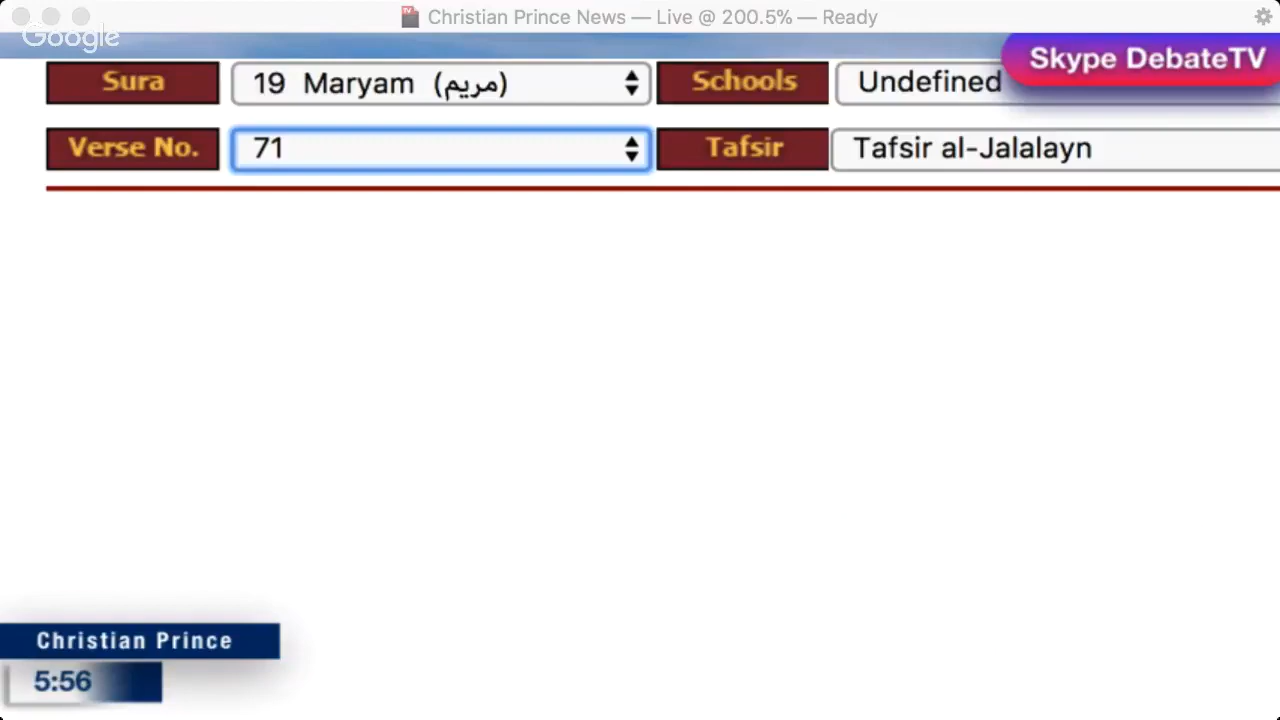 Christian Prince News — Live @ 200.5% — Ready
Google
Skype DebateTV
Sura 19 Maryam (مريم) Schools Undefined
Verse No. 71 Tafsir Tafsir al-Jalalayn
Christian Prince
5:56